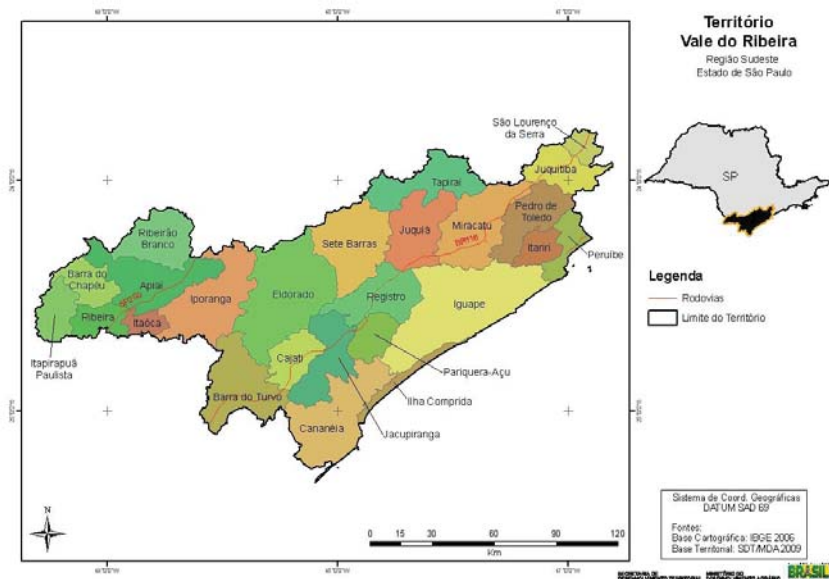 Território
Vale do Ribeira
Região Sudeste
Estado de São Paulo
SP
Legenda
Rodovias
Limite do Território
São Lourenço
da Serra
Juquitiba
Tapiraí
Pedro de
Toledo
Miracatu
Juquiá
Itariri
Peruíbe
Ribeirão
Branco
Sete Barras
BR116
Barra do
Chapéu
Apiaí
Iporanga
Eldorado
Registro
Iguape
Ribeira
Itaóca
Itapirapuã
Paulista
Cajati
Pariquera-Açu
Barra do Turvo
Ilha Comprida
Cananéia
Jacupiranga
N
0 15 30 60 90 120
Km
Sistema de Coord. Geográficas
DATUM SAD 69
Fontes:
Base Cartográfica: IBGE 2006
Base Territorial: SDT/MDA2009
BRASIL